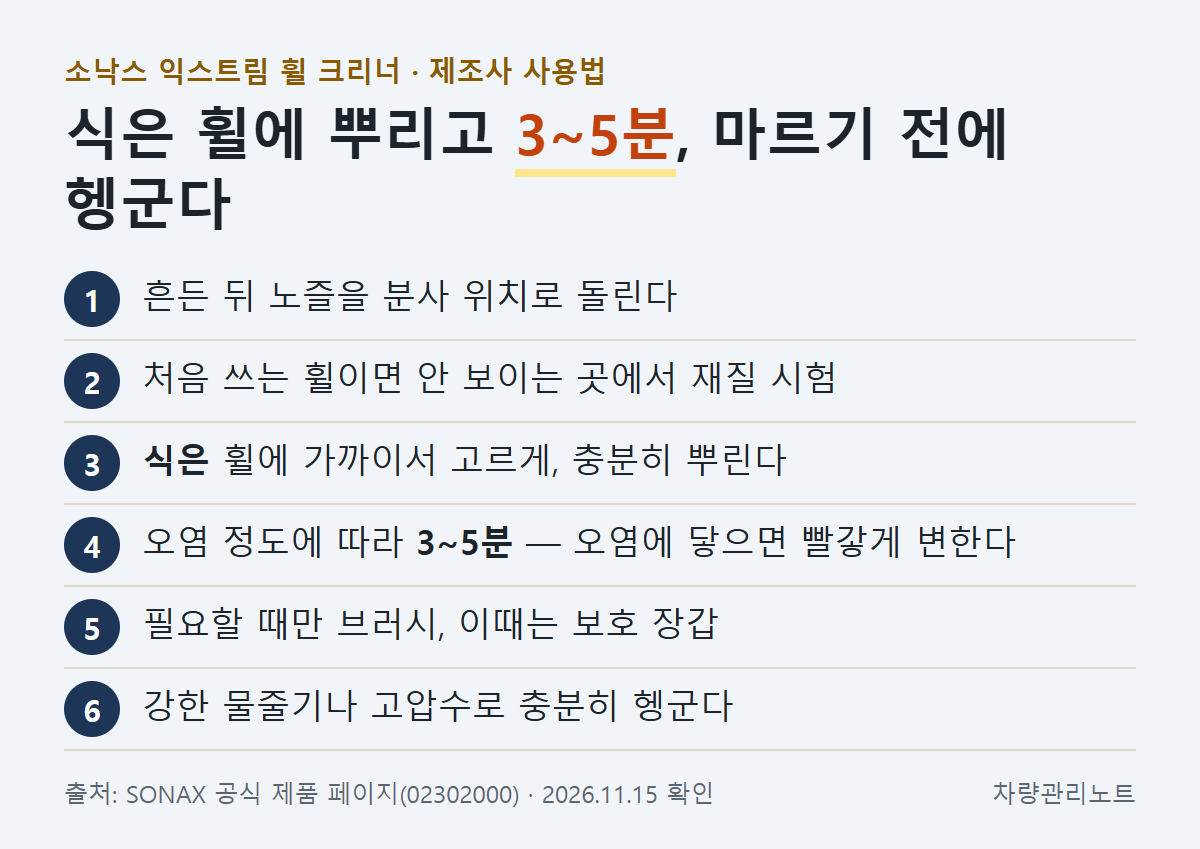 소낙스 익스트림 휠 크리너 · 제조사 사용법
식은 휠에 뿌리고 3~5분, 마르기 전에
헹군다
1 흔든 뒤 노즐을 분사 위치로 돌린다
2 처음 쓰는 휠이면 안 보이는 곳에서 재질 시험
3 식은 휠에 가까이서 고르게, 충분히 뿌린다
4 오염 정도에 따라 3~5분 — 오염에 닿으면 빨갛게 변한다
5 필요할 때만 브러시, 이때는 보호 장갑
6 강한 물줄기나 고압수로 충분히 헹군다
출처: SONAX 공식 제품 페이지(02302000) · 2026.11.15 확인
차량관리노트